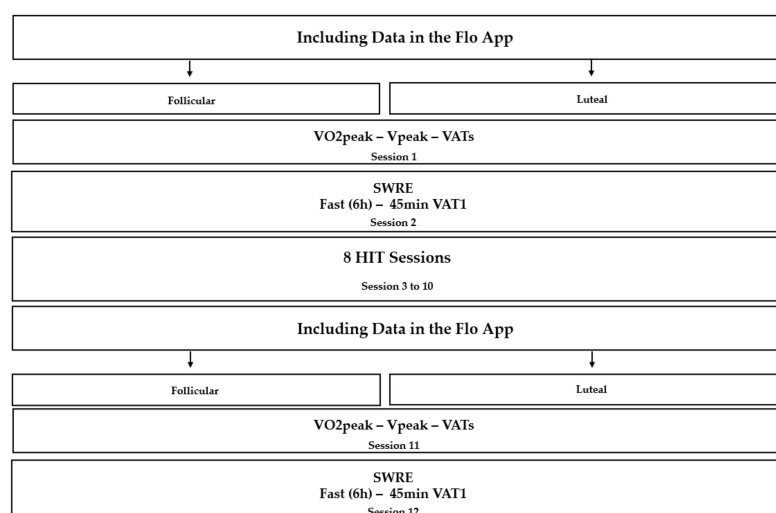 Including Data in the Flo App
Follicular
Luteal
VO2peak – Vpeak – VATs
Session 1
SWRE
Fast (6h) – 45min VAT1
Session 2
8 HIT Sessions
Session 3 to 10
Including Data in the Flo App
Follicular
Luteal
VO2peak – Vpeak – VATs
Session 11
SWRE
Fast (6h) – 45min VAT1
Session 12